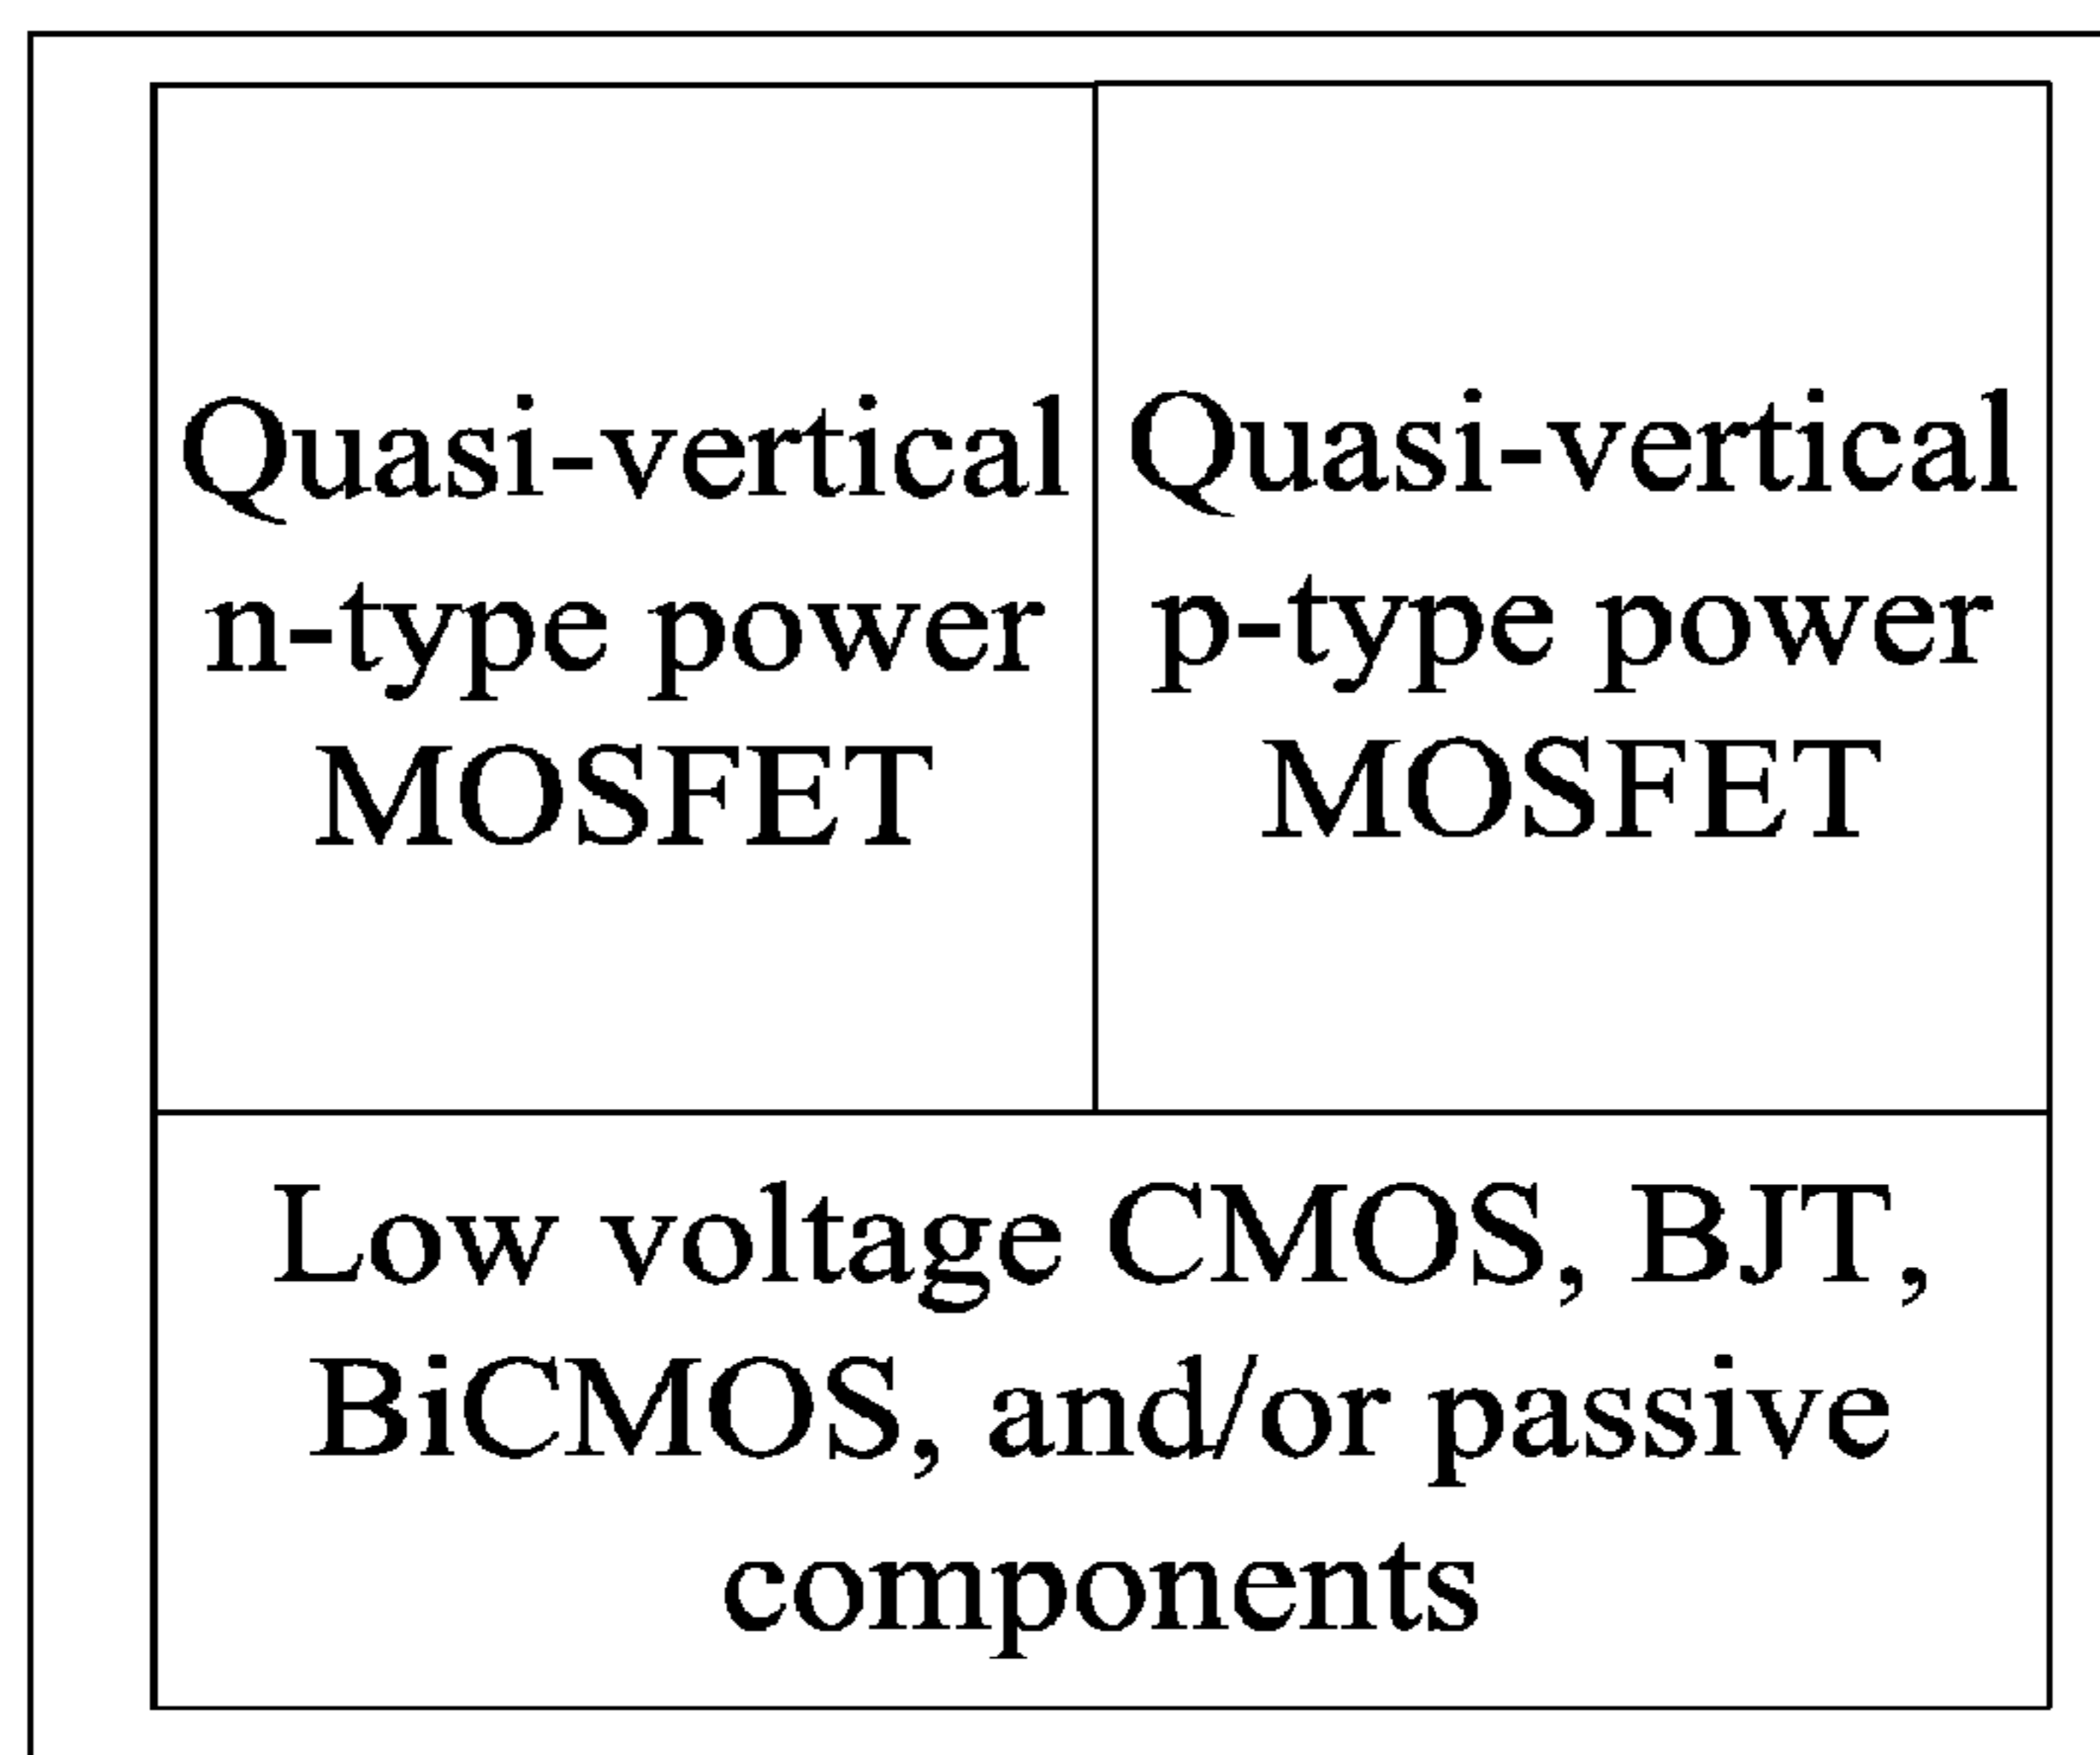 Quasi-vertical
n-type power
MOSFET
Quasi-vertical
p-type power
MOSFET
Low voltage CMOS, BJT,
BiCMOS, and/or passive
components